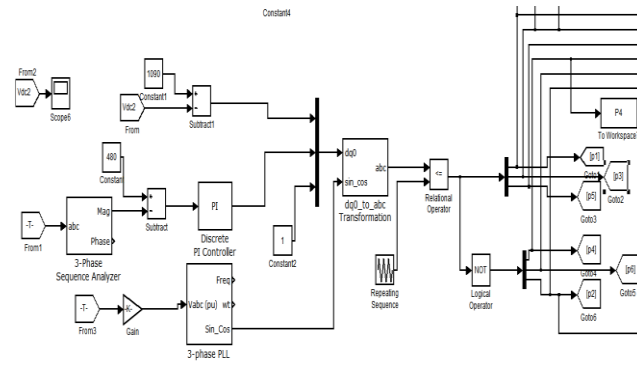 Constant4
From2
Vdc2
Scope6
1090
Constant1
Vdc2
From
Subtract1
480
Constant
Subtract
PI
Discrete
PI Controller
-T-
From1
abc
Mag
Phase
3-Phase
Sequence Analyzer
1
Constant2
dq0
sin_cos
abc
dq0_to_abc
Transformation
<=
Relational
Operator
Repeating
Sequence
NOT
Logical
Operator
-T-
From3
-K-
Gain
Vabc (pu)
Freq
wt
Sin_Cos
3-phase PLL
P4
To Workspace
[p1]
[p3]
Goto2
[p5]
Goto3
[p4]
Goto4
[p6]
Goto5
[p2]
Goto6